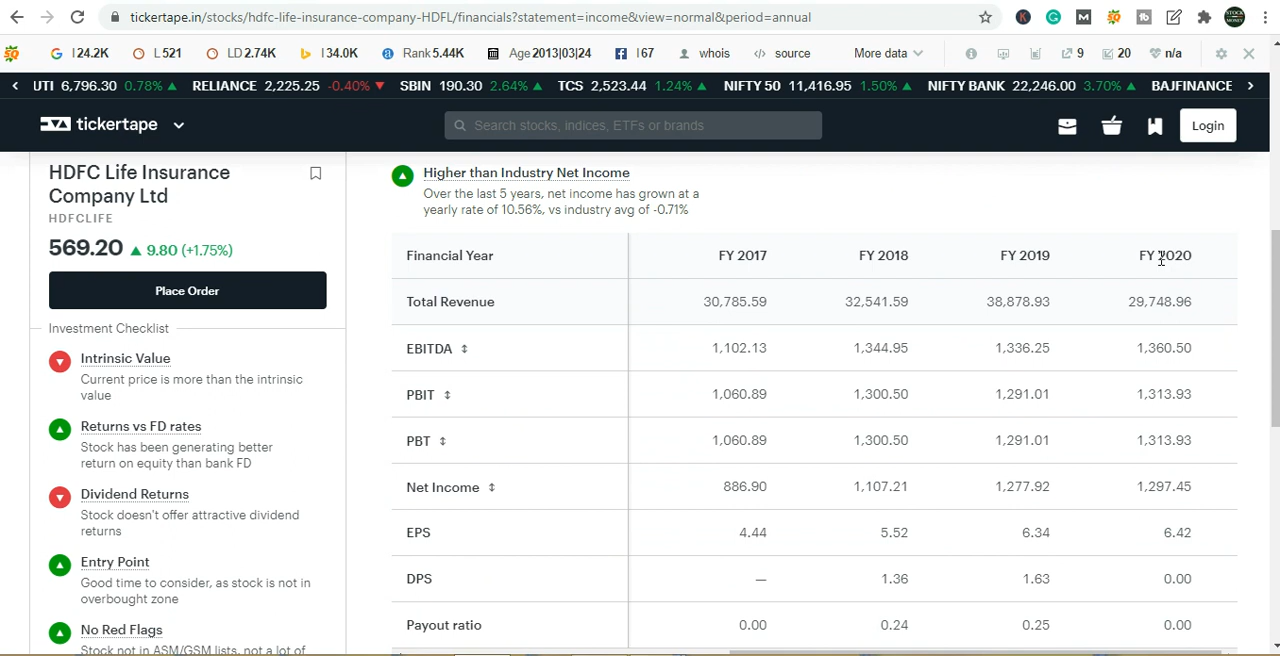 tickertape.in/stocks/hdfc-life-insurance-company-HDFL/financials?statement=income&view=normal&period=annual
I 24.2K L 521 LD 2.74K I 34.0K Rank 544K Age 2013|03|24 I 67 whois source More data 9 20 n/a
UTI 6,796.30 0.78% ▲ RELIANCE 2,225.25 -0.40% ▼ SBIN 190.30 2.64% ▲ TCS 2,523.44 1.24% ▲ NIFTY 50 11,416.95 1.50% ▲ NIFTY BANK 22,246.00 3.70% ▲ BAJFINANCE
tickertape Search stocks, indices, ETFs or brands Login
HDFC Life Insurance
Company Ltd
HDFCLIFE
569.20 ▲ 9.80 (+1.75%)
Place Order
Investment Checklist
Intrinsic Value
Current price is more than the intrinsic
value
Returns vs FD rates
Stock has been generating better
return on equity than bank FD
Dividend Returns
Stock doesn't offer attractive dividend
returns
Entry Point
Good time to consider, as stock is not in
overbought zone
No Red Flags
Stock not in ASM/GSM lists, not a lot of
Higher than Industry Net Income
Over the last 5 years, net income has grown at a
yearly rate of 10.56%, vs industry avg of -0.71%
Financial Year FY 2017 FY 2018 FY 2019 FY 2020
Total Revenue 30,785.59 32,541.59 38,878.93 29,748.96
EBITDA 1,102.13 1,344.95 1,336.25 1,360.50
PBIT 1,060.89 1,300.50 1,291.01 1,313.93
PBT 1,060.89 1,300.50 1,291.01 1,313.93
Net Income 886.90 1,107.21 1,277.92 1,297.45
EPS 4.44 5.52 6.34 6.42
DPS — 1.36 1.63 0.00
Payout ratio 0.00 0.24 0.25 0.00